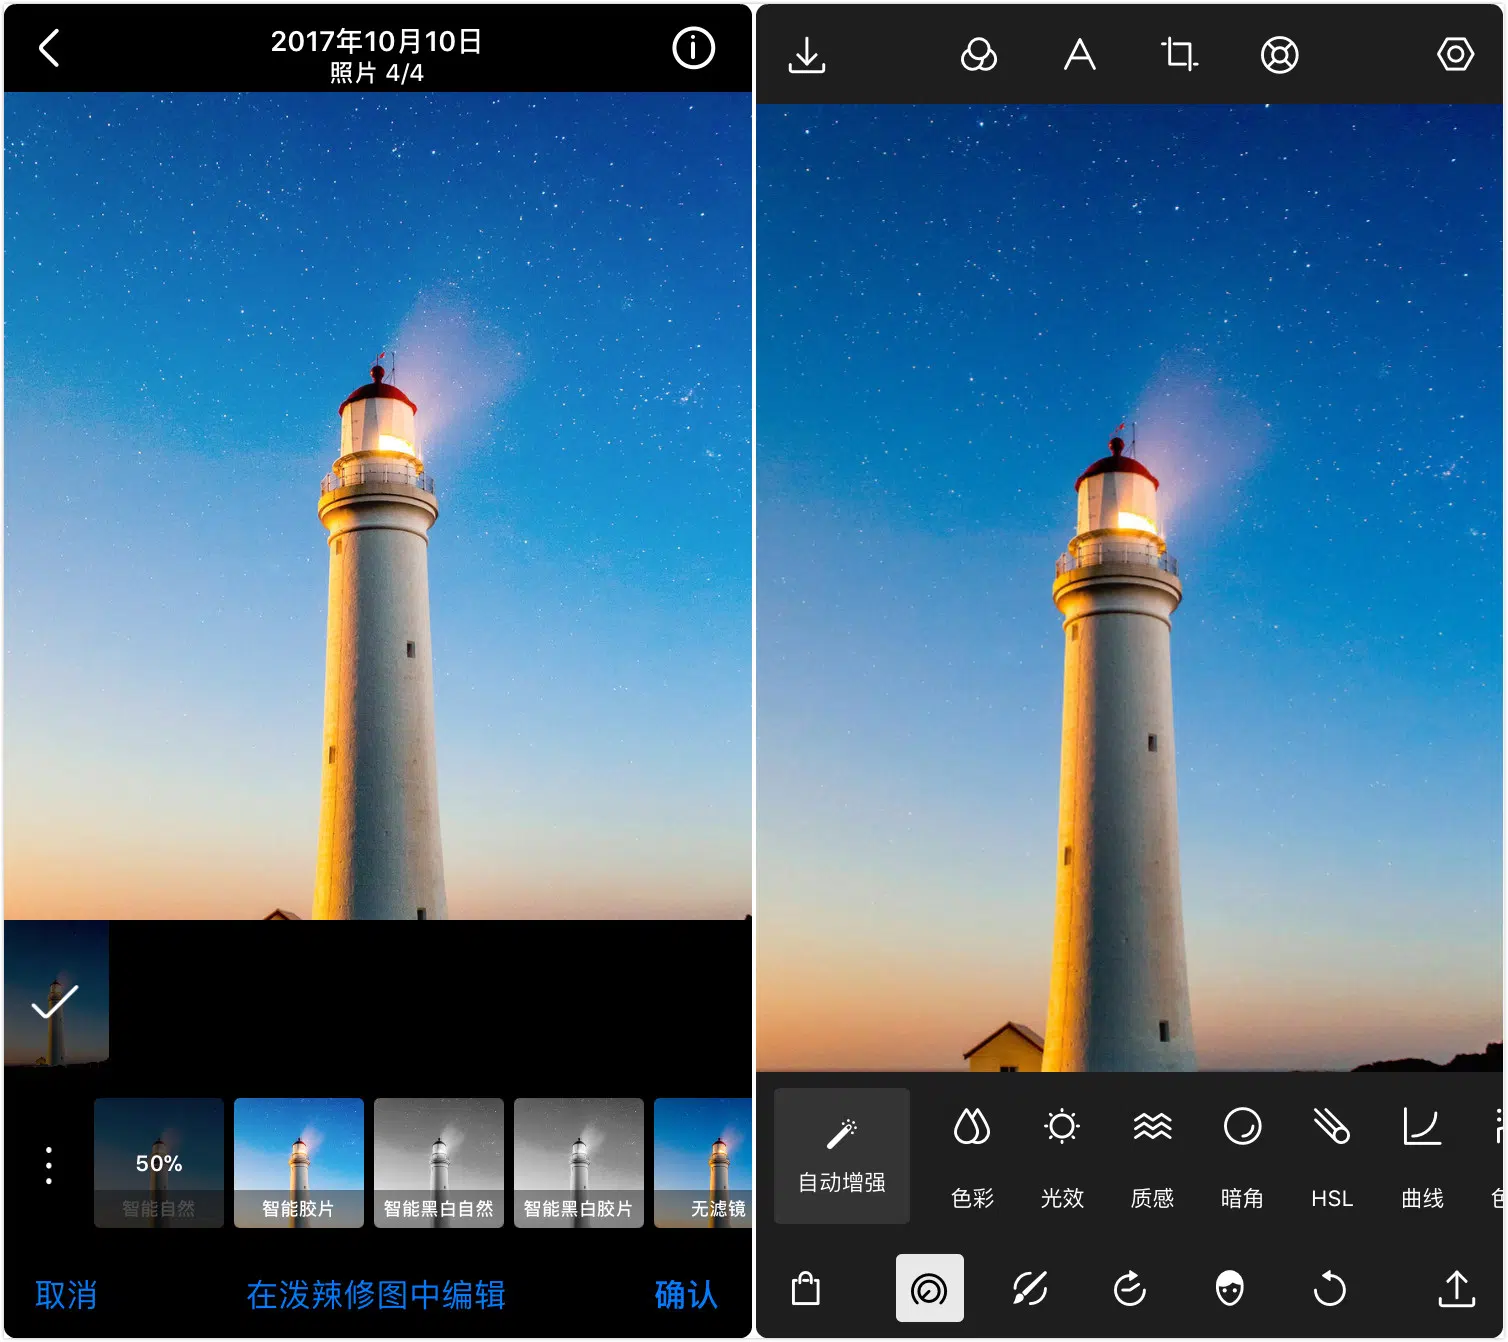 2017年10月10日
照片 4/4
50%
智能自然
智能胶片
智能黑白自然
智能黑白胶片
无滤镜
取消
在泼辣修图中编辑
确认
自动增强
色彩
光效
质感
暗角
HSL
曲线